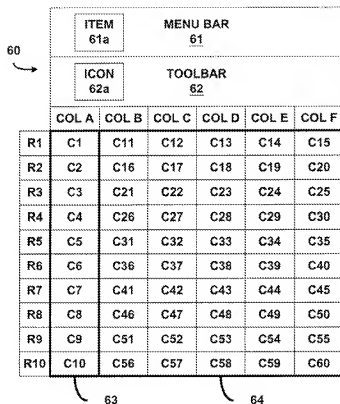 ITEM MENU BAR
61a 61
60
ICON TOOLBAR
62a 62
COL A COL B COL C COL D COL E COL F
R1 C1 C11 C12 C13 C14 C15
R2 C2 C16 C17 C18 C19 C20
R3 C3 C21 C22 C23 C24 C25
R4 C4 C26 C27 C28 C29 C30
R5 C5 C31 C32 C33 C34 C35
R6 C6 C36 C37 C38 C39 C40
R7 C7 C41 C42 C43 C44 C45
R8 C8 C46 C47 C48 C49 C50
R9 C9 C51 C52 C53 C54 C55
R10 C10 C56 C57 C58 C59 C60
63 64